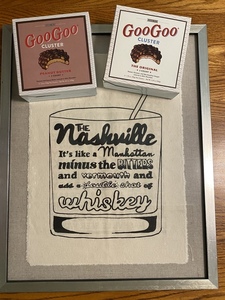 GooGoo
CLUSTER
GooGoo
CLUSTER
THE ORIGINAL
THE
Nashville
It's like a Manhattan
minus the BITTERS
and vermouth and
add a double shot of
whiskey